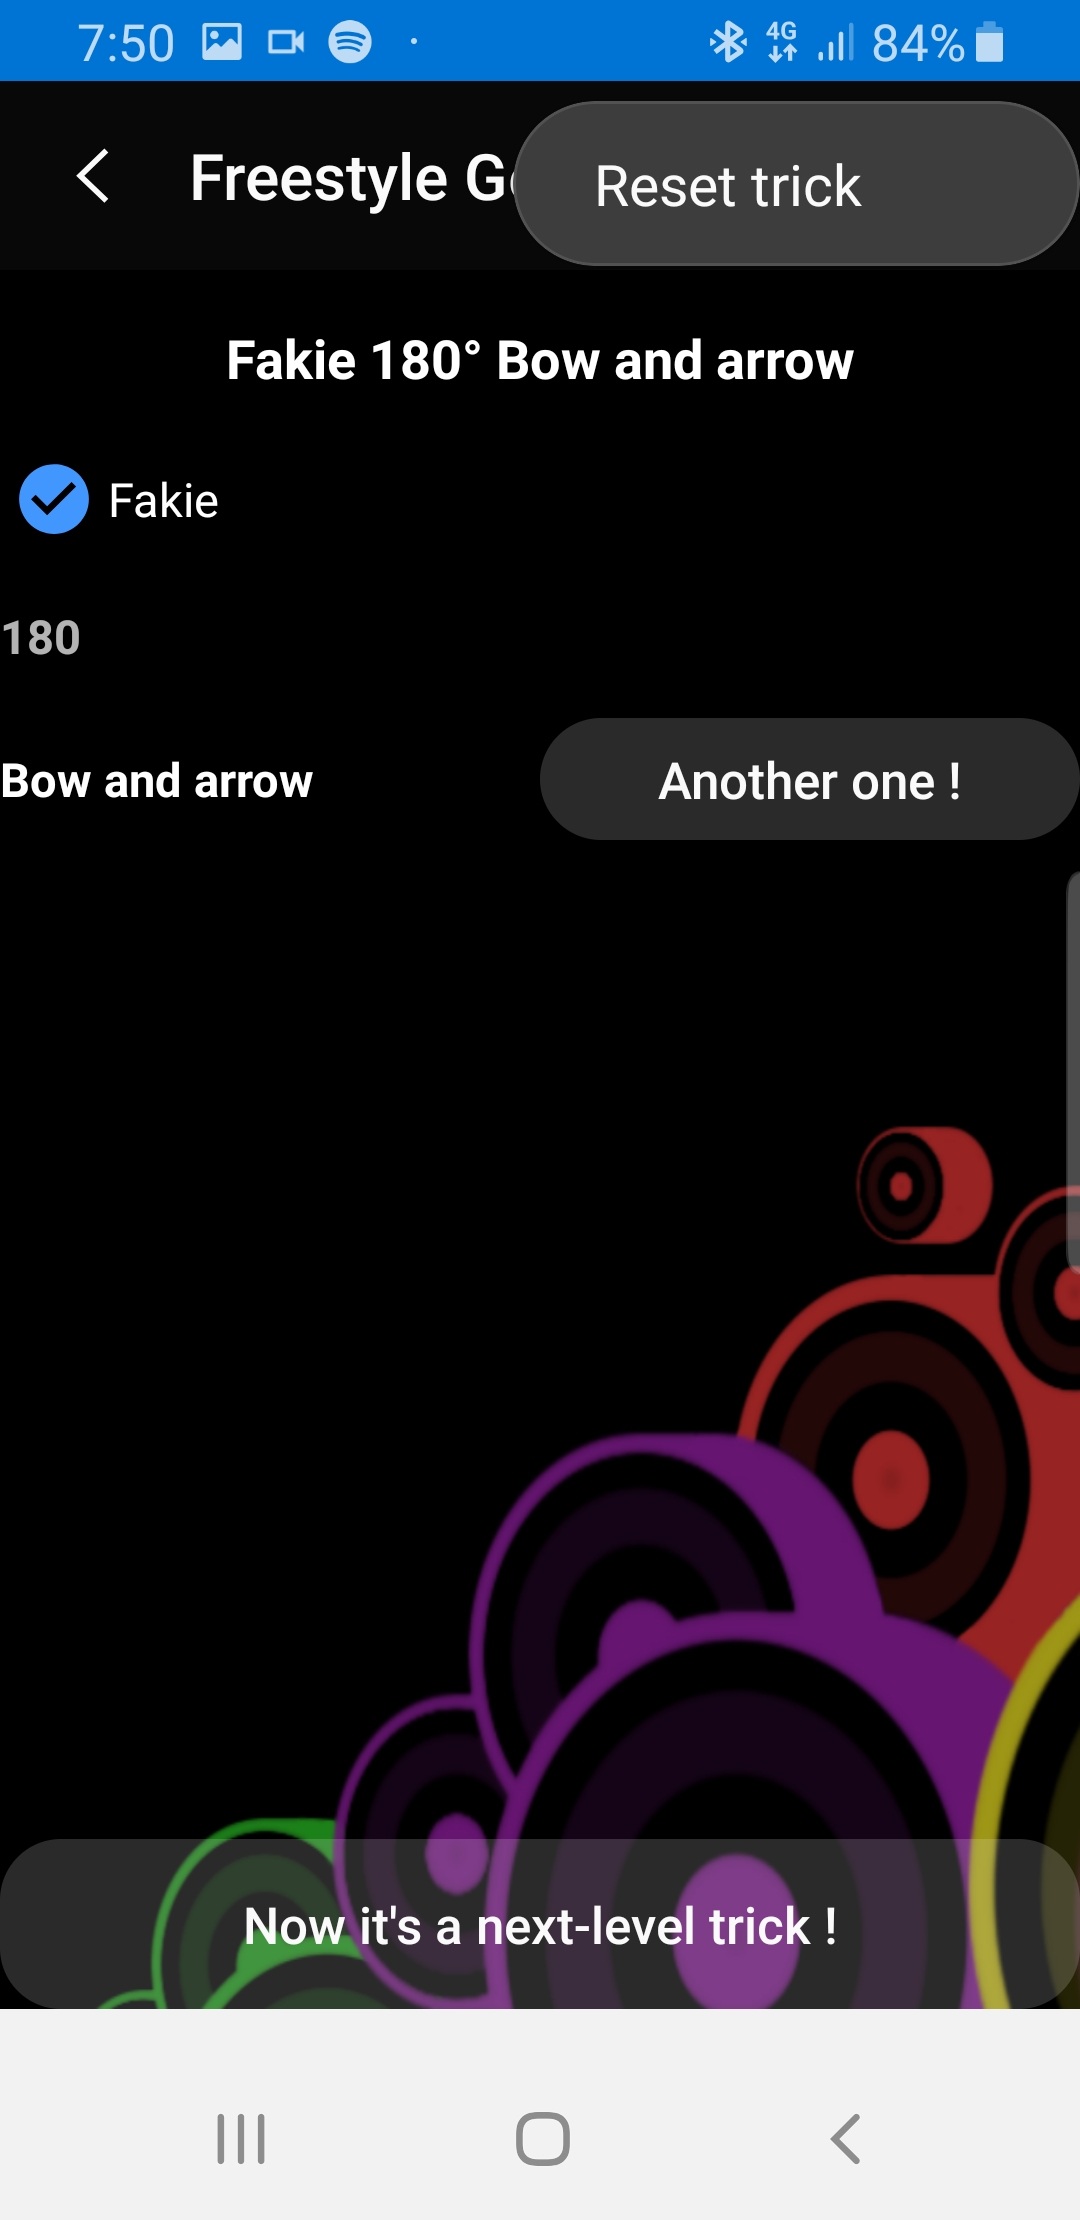 7:50 4G 84%
Freestyle G
Reset trick
Fakie 180° Bow and arrow
Fakie
180
Bow and arrow
Another one !
Now it's a next-level trick !